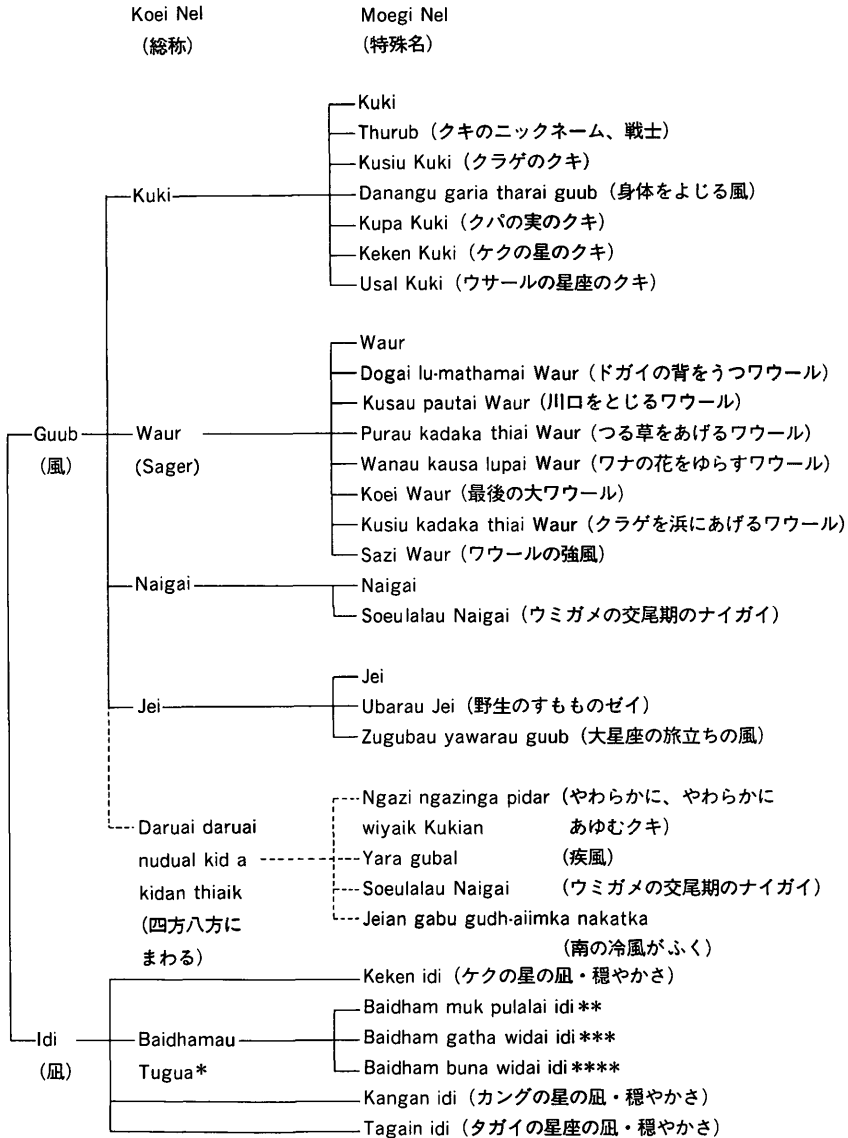 Koei Nel Moegi Nel
(総称) (特殊名)
Kuki
Thurub (クキのニックネーム、戦士)
Kusiu Kuki (クラゲのクキ)
Kuki Danangu garia tharai guub (身体をよじる風)
Kupa Kuki (クパの実のクキ)
Keken Kuki (ケクの星のクキ)
Usal Kuki (ウサールの星座のクキ)
Waur
Dogai lu-mathamai Waur (ドガイの背をうつワウール)
Kusau pautai Waur (川口をとじるワウール)
Guub Waur Purau kadaka thiai Waur (つる草をあげるワウール)
(風) (Sager) Wanau kausa lupai Waur (ワナの花をゆらすワウール)
Koei Waur (最後の大ワウール)
Kusiu kadaka thiai Waur (クラゲを浜にあげるワウール)
Sazi Waur (ワウールの強風)
Naigai Naigai
Soeulalau Naigai (ウミガメの交尾期のナイガイ)
Jei
Jei Ubarau Jei (野生のすもものゼイ)
Zugubau yawarau guub (大星座の旅立ちの風)
Ngazi ngazinga pidar (やわらかに、やわらかに
Daruai daruai wiyaik Kukian あゆむクキ)
nudual kid a Yara gubal (疾風)
kidan thiaik Soeulalau Naigai (ウミガメの交尾期のナイガイ)
(四方八方に Jeian gabu gudh-aiimka nakatka
まわる) (南の冷風がふく)
Keken idi (ケクの星の凪・穏やかさ)
Baidham muk pulalai idi **
Idi Baidhamau Baidham gatha widai idi ***
(凪) Tugua* Baidham buna widai idi ****
Kangan idi (カングの星の凪・穏やかさ)
Tagain idi (タガイの星座の凪・穏やかさ)